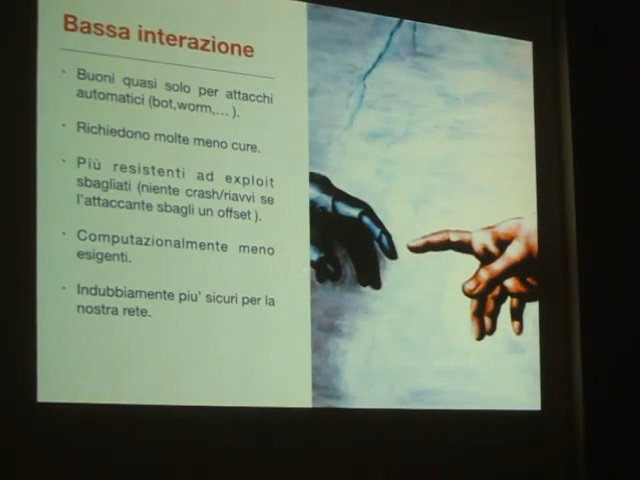 Bassa interazione
· Buoni quasi solo per attacchi
automatici (bot,worm,... ).
· Richiedono molte meno cure.
· Più resistenti ad exploit
sbagliati (niente crash/riavvi se
l'attaccante sbagli un offset ).
· Computazionalmente meno
esigenti.
· Indubbiamente piu' sicuri per la
nostra rete.